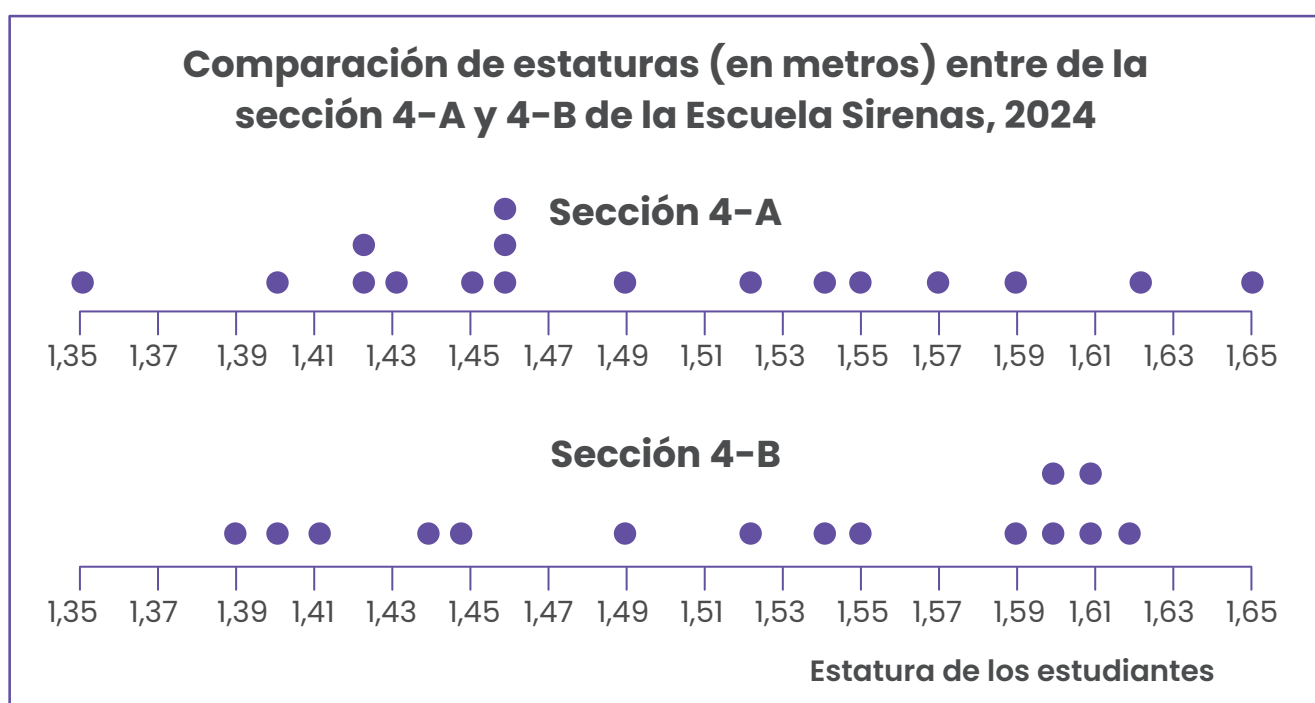 Comparación de estaturas (en metros) entre de la
sección 4-A y 4-B de la Escuela Sirenas, 2024
Sección 4-A
1,35 1,37 1,39 1,41 1,43 1,45 1,47 1,49 1,51 1,53 1,55 1,57 1,59 1,61 1,63 1,65
Sección 4-B
1,35 1,37 1,39 1,41 1,43 1,45 1,47 1,49 1,51 1,53 1,55 1,57 1,59 1,61 1,63 1,65
Estatura de los estudiantes